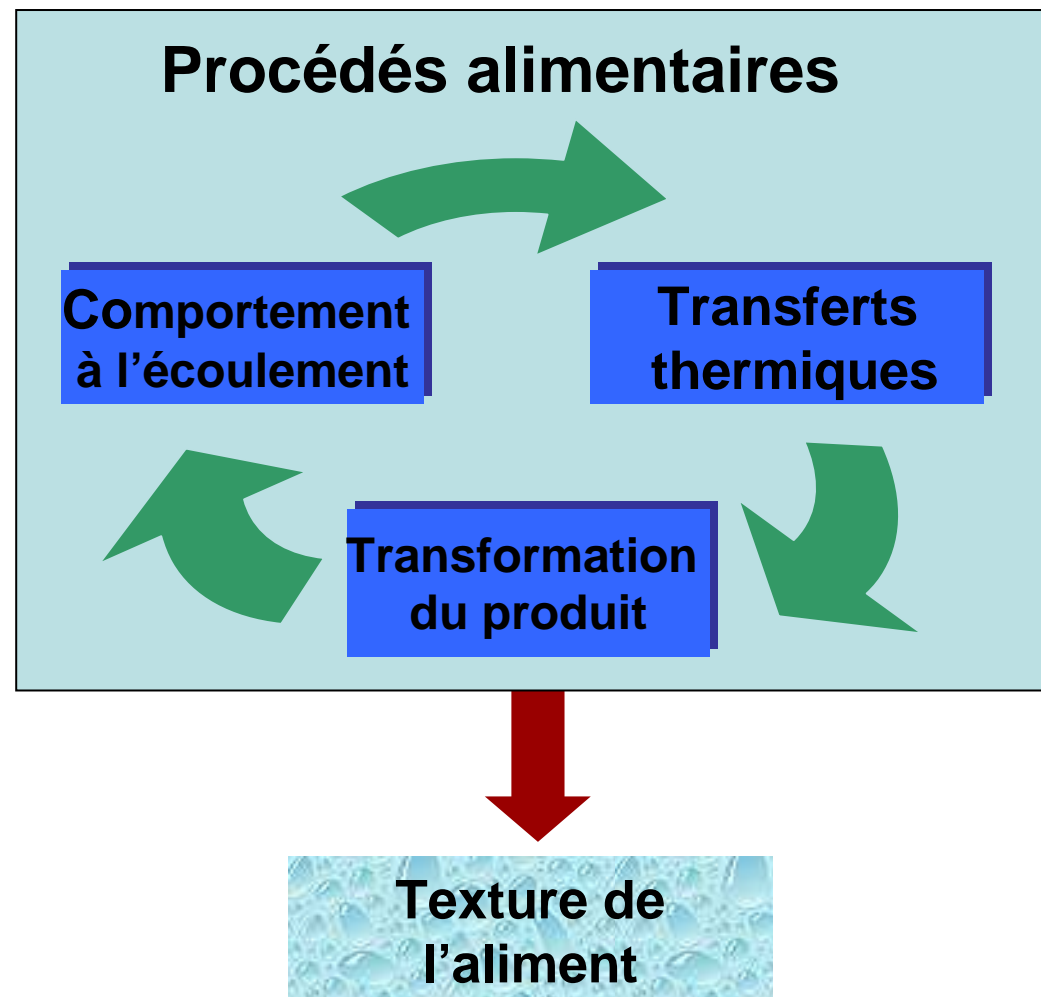 Procédés alimentaires
Comportement
à l'écoulement
Transferts
thermiques
Transformation
du produit
Texture de
l'aliment